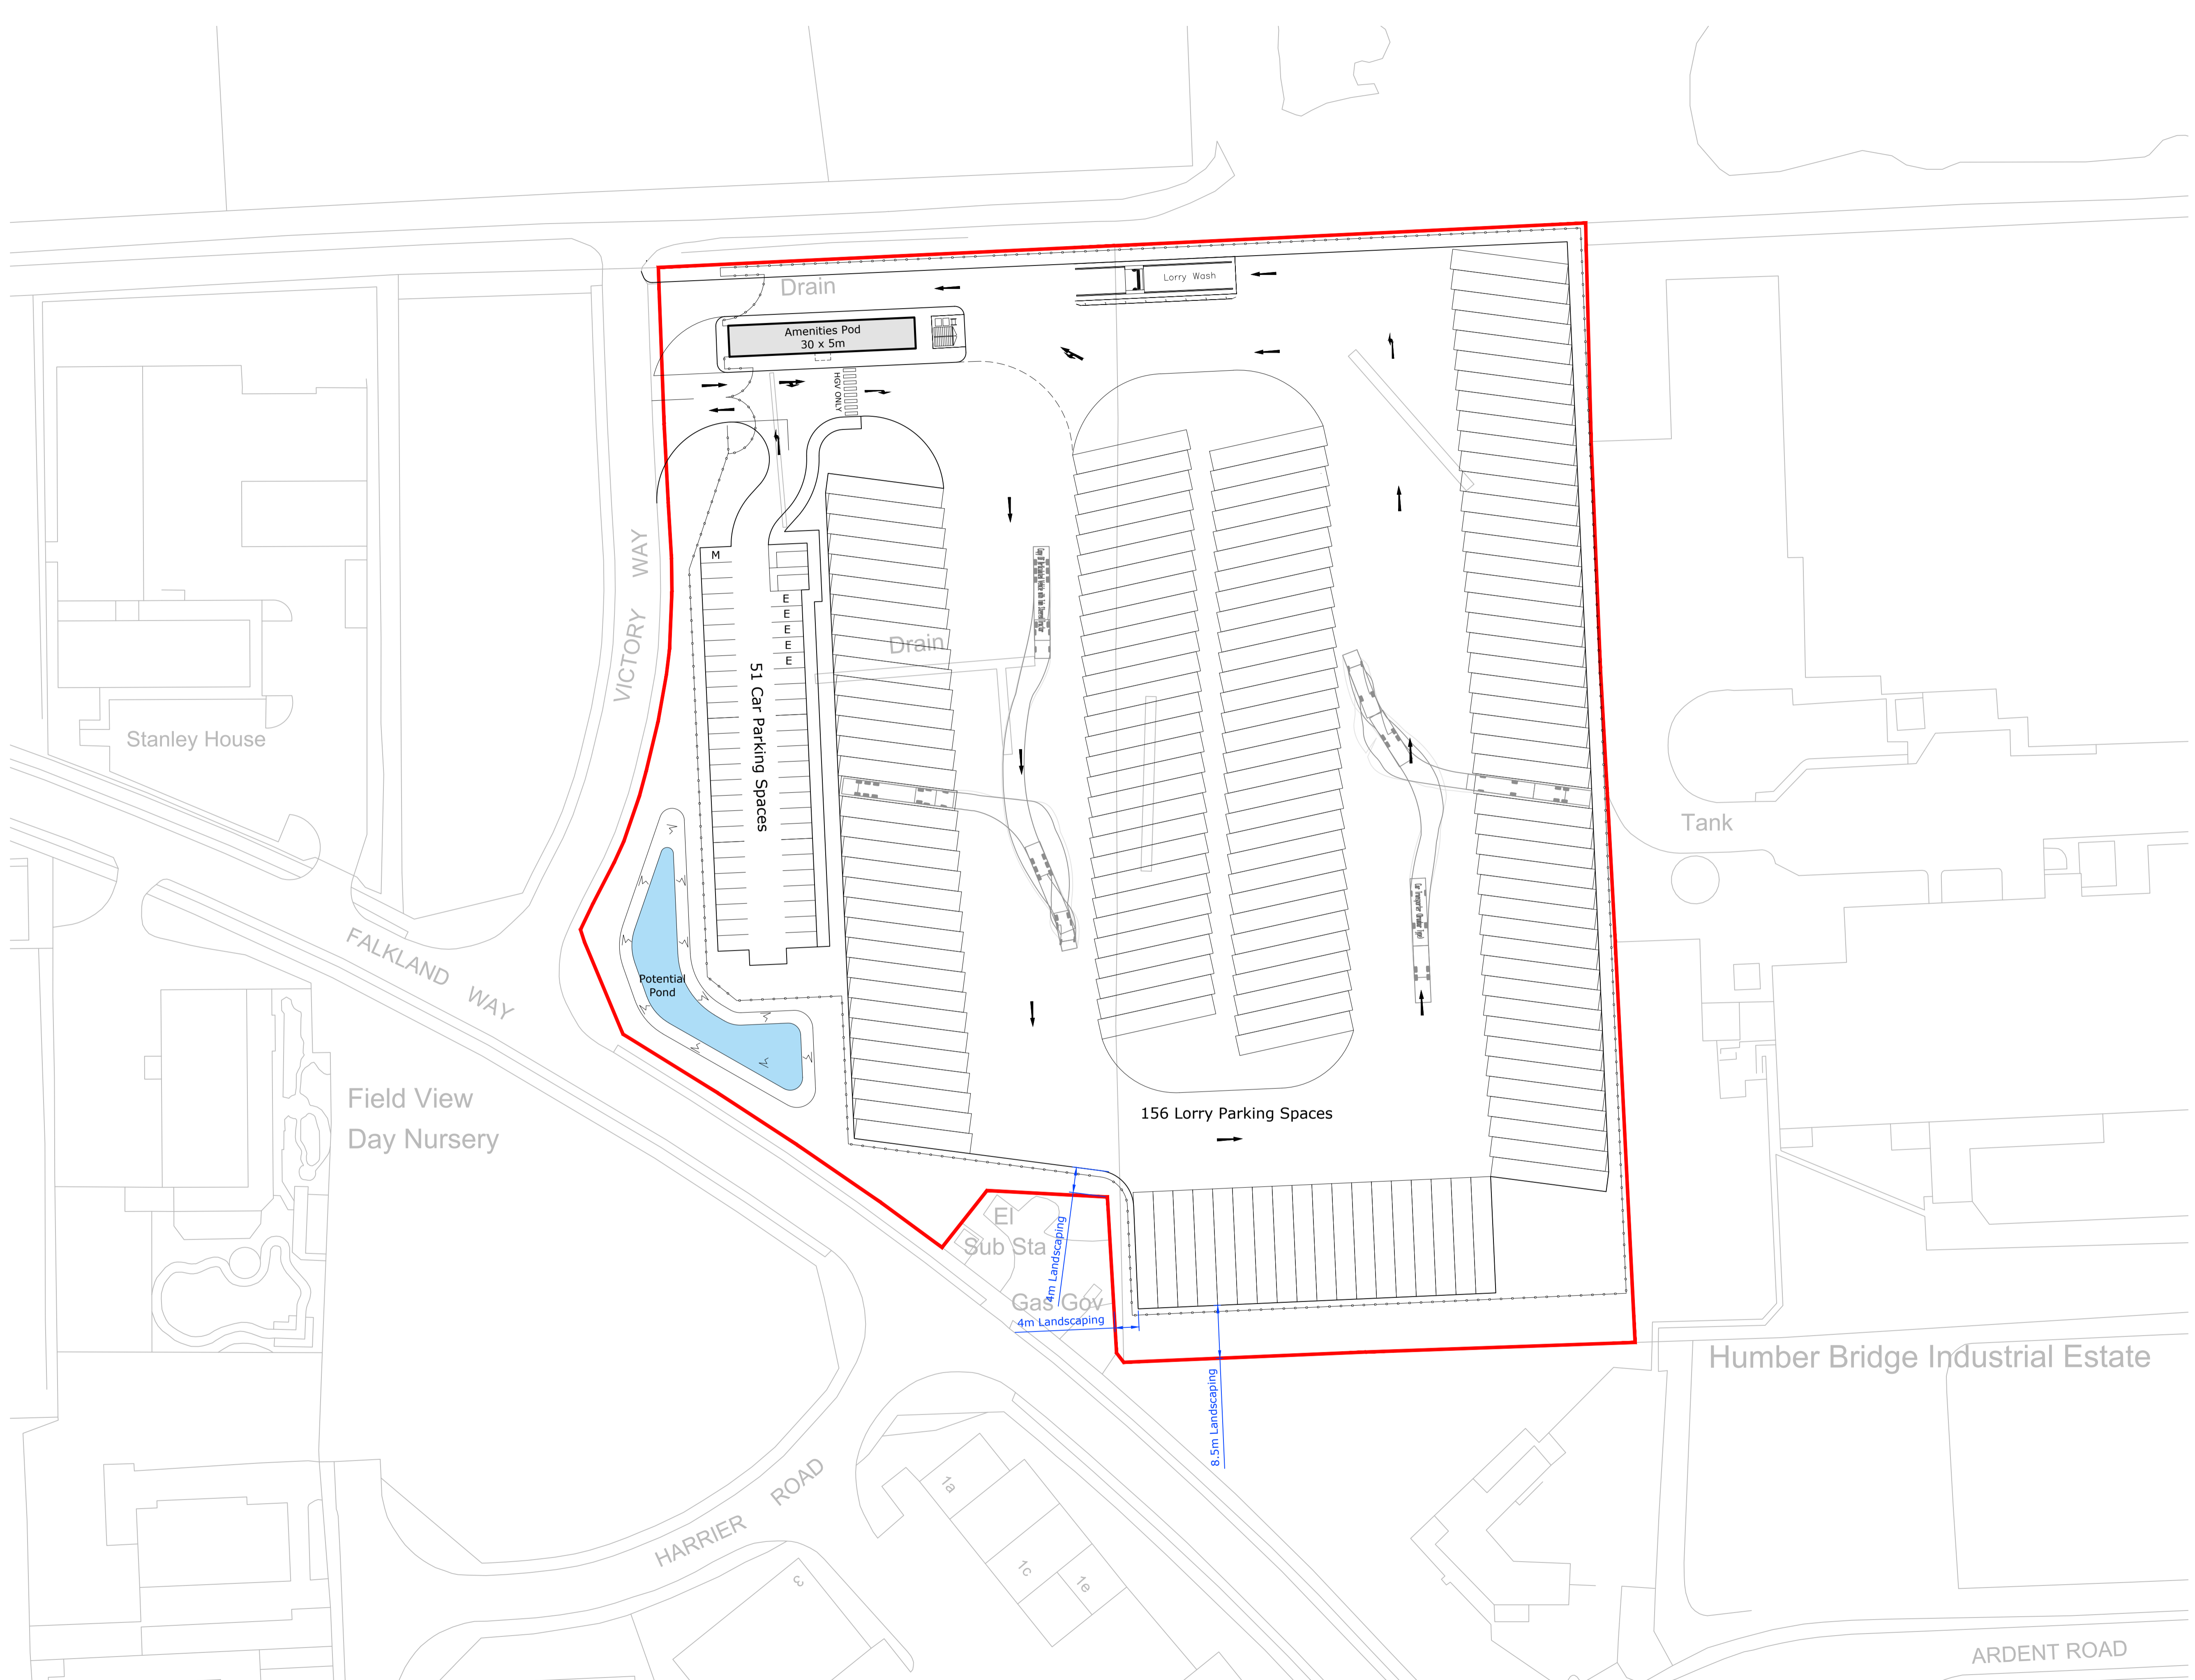 Drain
Lorry Wash
Amenities Pod
30 x 5m
HGV ONLY
M
E
E
E
E
E
VICTORY WAY
Drain
51 Car Parking Spaces
Stanley House
Tank
FALKLAND WAY
Potential
Pond
Field View
Day Nursery
156 Lorry Parking Spaces
El
Sub Sta
4m Landscaping
Gas Gov
4m Landscaping
8.5m Landscaping
Humber Bridge Industrial Estate
HARRIER ROAD
1a
1c
1e
3
ARDENT ROAD